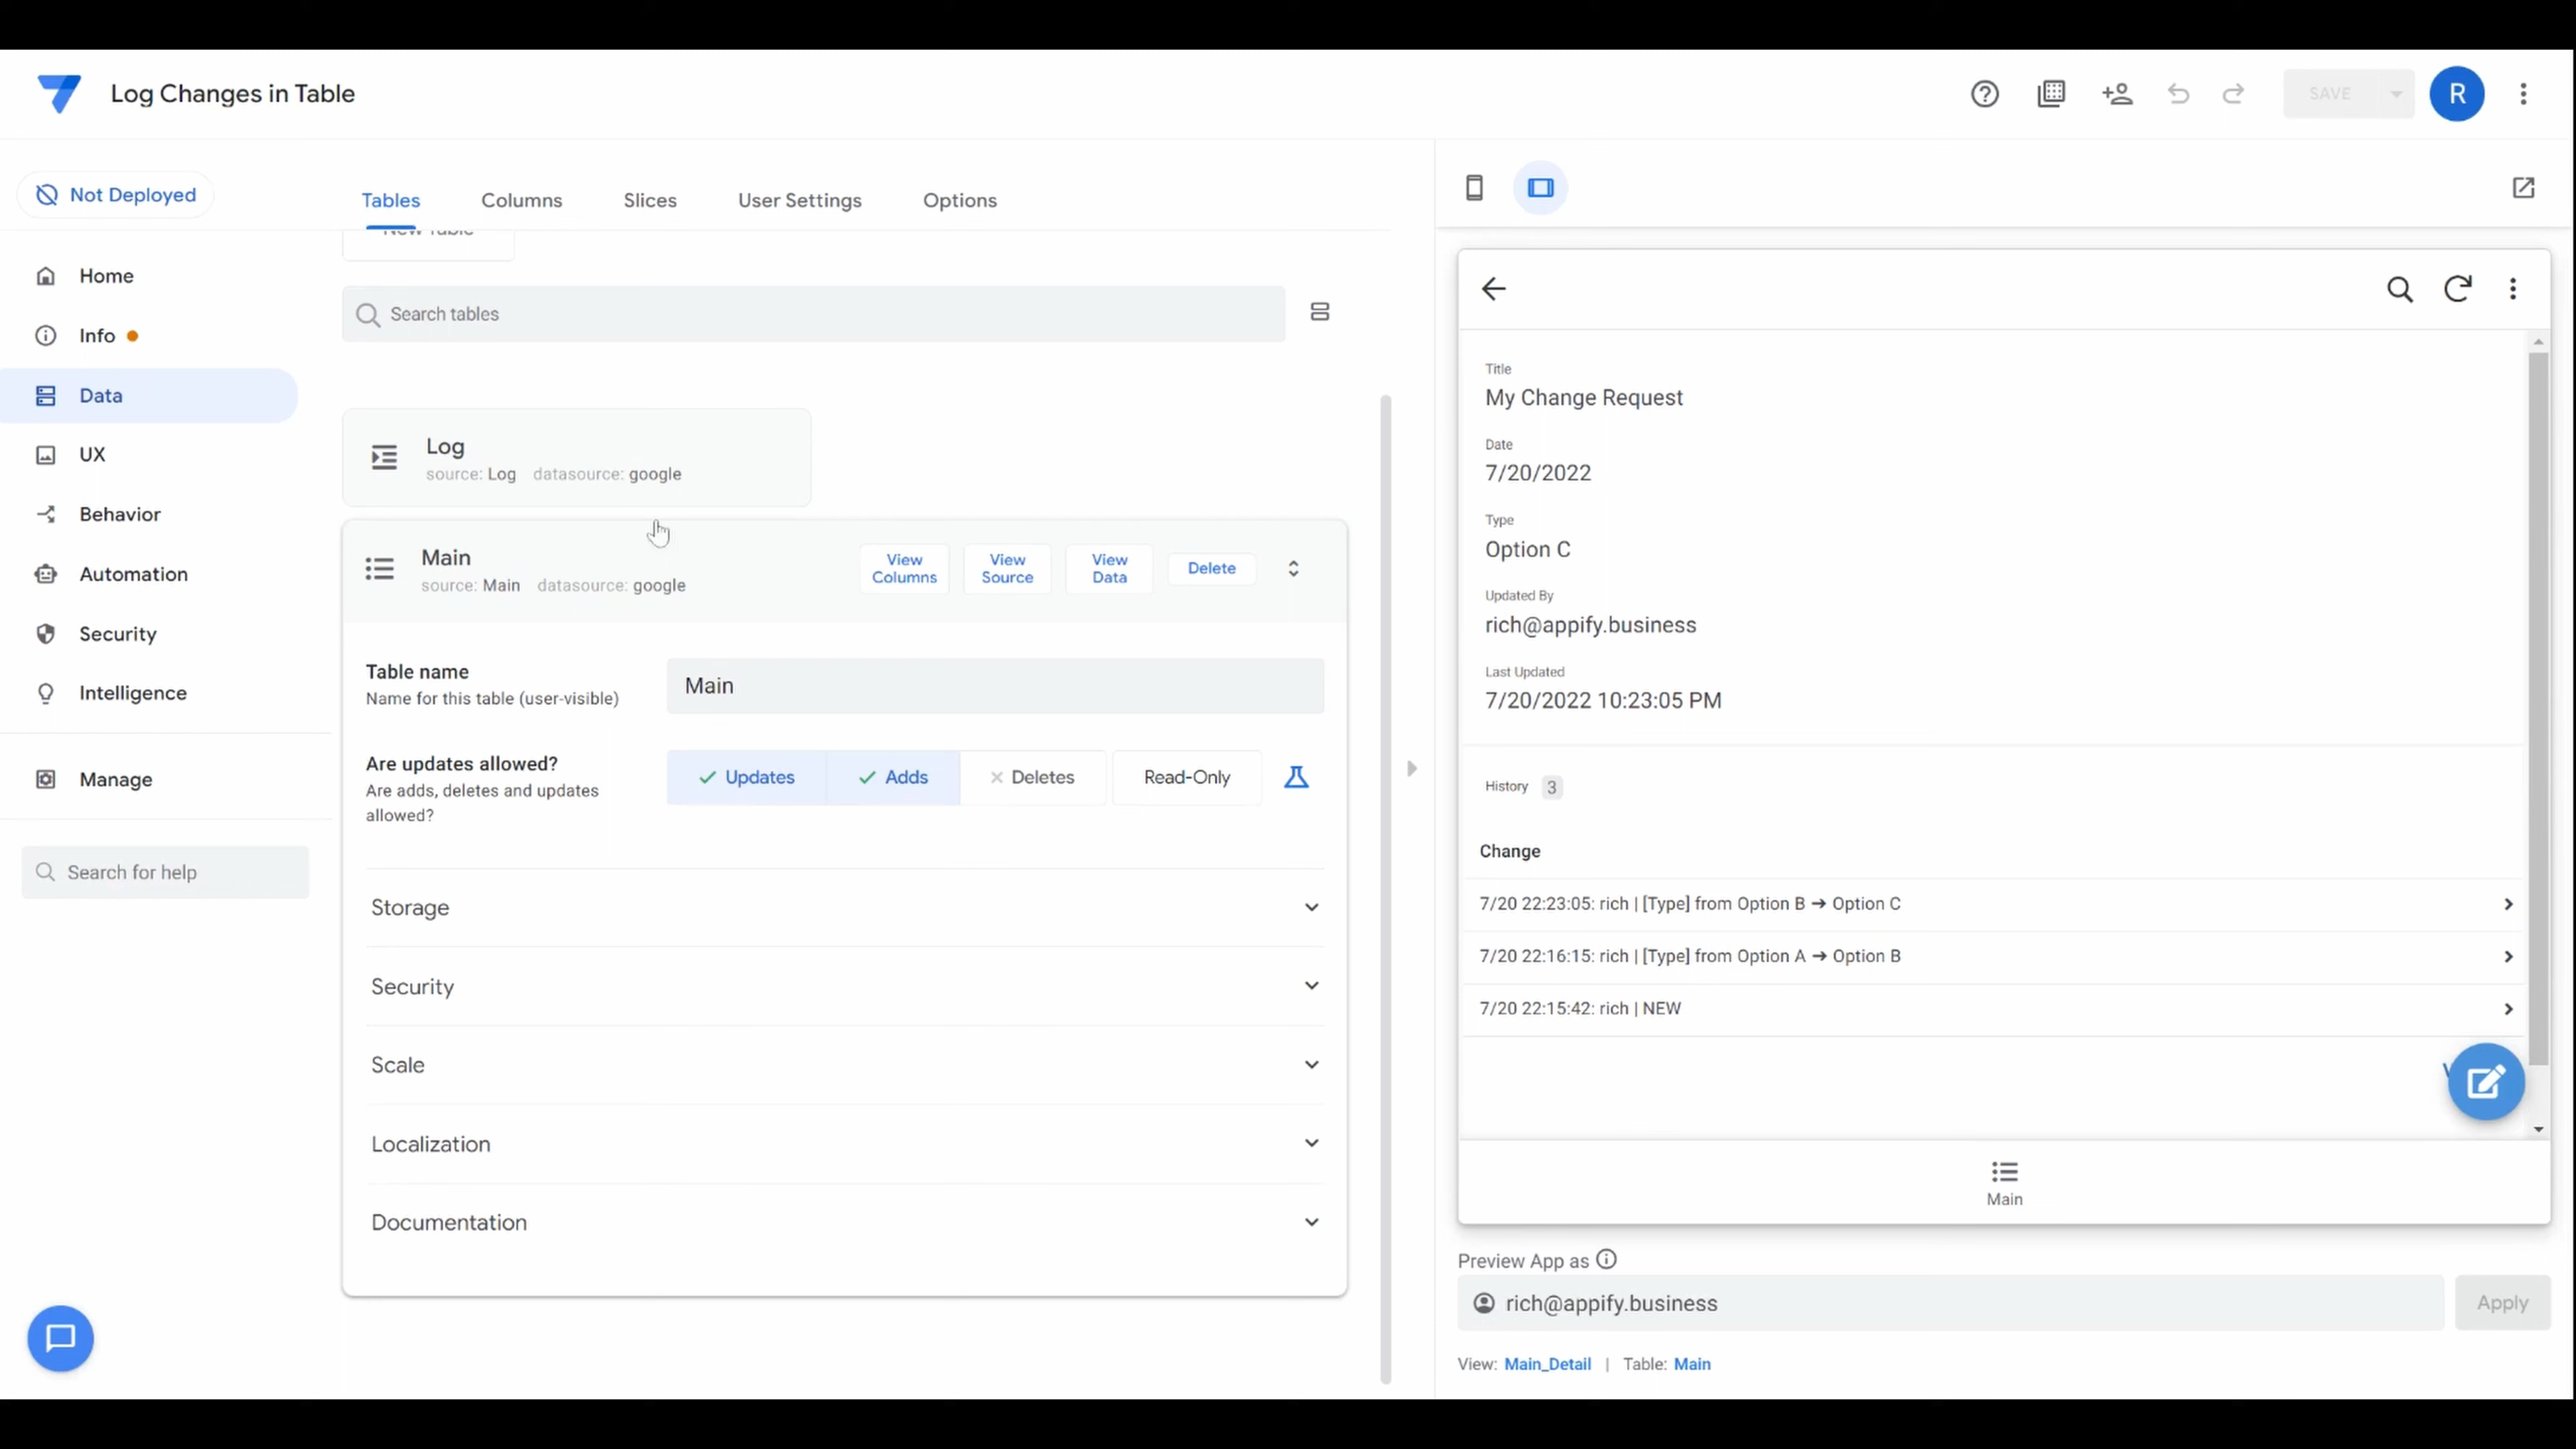 Log Changes in Table
SAVE
R
Not Deployed
Tables
Columns
Slices
User Settings
Options
New Table
Home
Info
Data
UX
Behavior
Automation
Security
Intelligence
Manage
Search for help
Search tables
Log
source: Log datasource: google
Main
source: Main datasource: google
View Columns
View Source
View Data
Delete
Table name
Name for this table (user-visible)
Main
Are updates allowed?
Are adds, deletes and updates
allowed?
Updates
Adds
Deletes
Read-Only
Storage
Security
Scale
Localization
Documentation
Title
My Change Request
Date
7/20/2022
Type
Option C
Updated By
rich@appify.business
Last Updated
7/20/2022 10:23:05 PM
History 3
Change
7/20 22:23:05: rich | [Type] from Option B ➔ Option C
7/20 22:16:15: rich | [Type] from Option A ➔ Option B
7/20 22:15:42: rich | NEW
Main
Preview App as
rich@appify.business
Apply
View: Main_Detail | Table: Main